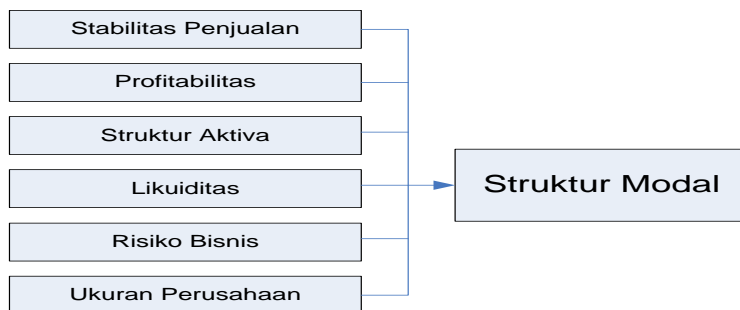 Stabilitas Penjualan
Profitabilitas
Struktur Aktiva
Likuiditas
Risiko Bisnis
Ukuran Perusahaan
Struktur Modal